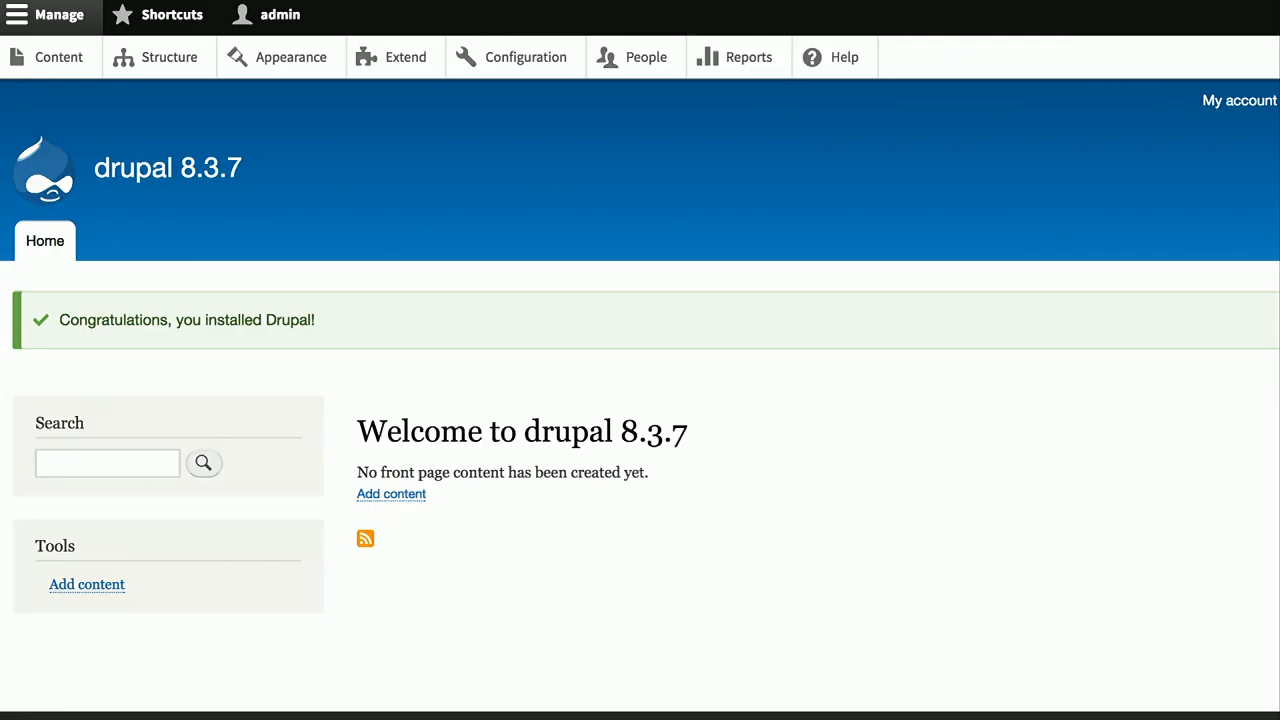 Manage Shortcuts admin
Content Structure Appearance Extend Configuration People Reports Help
My account
drupal 8.3.7
Home
Congratulations, you installed Drupal!
Search
Welcome to drupal 8.3.7
No front page content has been created yet.
Add content
Tools
Add content